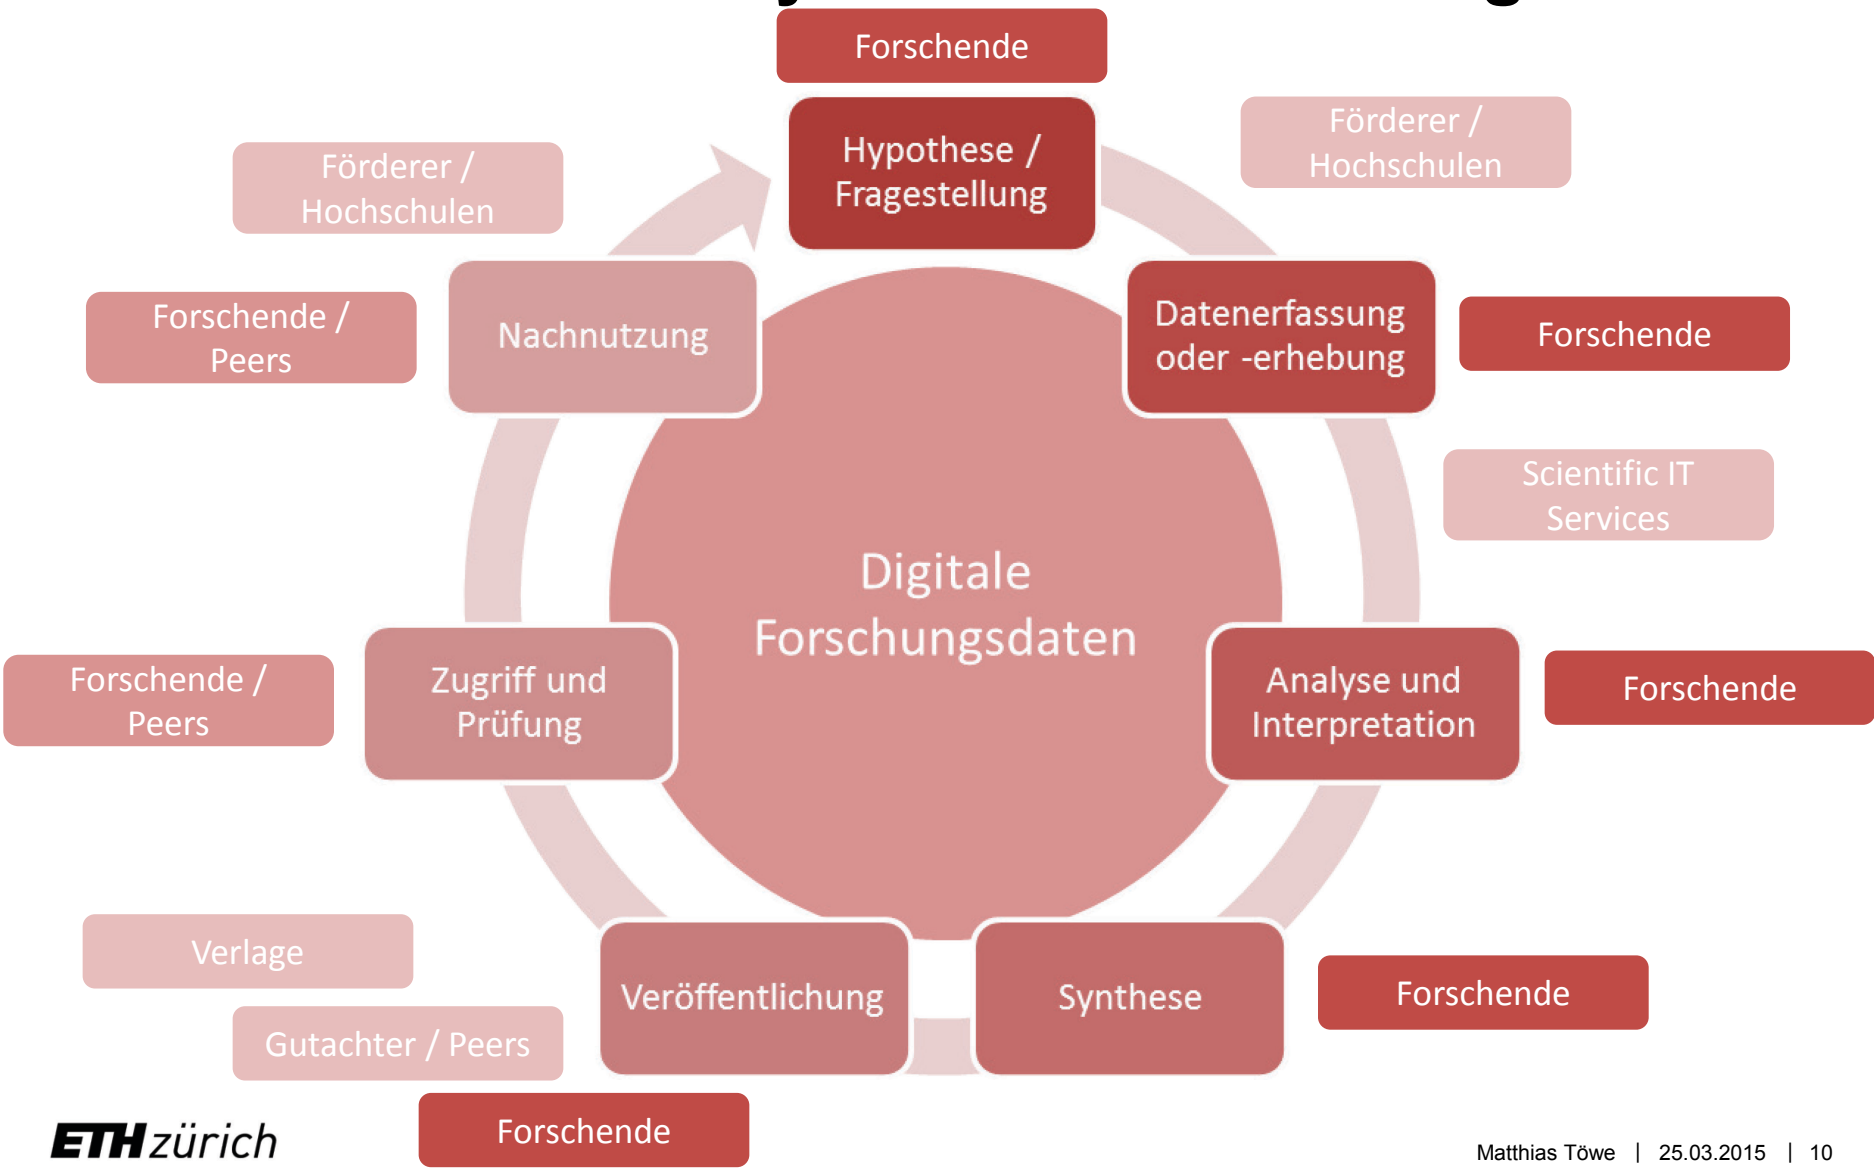 Forschende
Hypothese /
Fragestellung
Förderer /
Hochschulen
Datenerfassung
oder -erhebung
Forschende
Scientific IT
Services
Analyse und
Interpretation
Forschende
Synthese
Forschende
Veröffentlichung
Forschende
Gutachter / Peers
Verlage
Zugriff und
Prüfung
Forschende /
Peers
Nachnutzung
Forschende /
Peers
Förderer /
Hochschulen
Digitale
Forschungsdaten
ETH zürich
Matthias Töwe | 25.03.2015 | 10